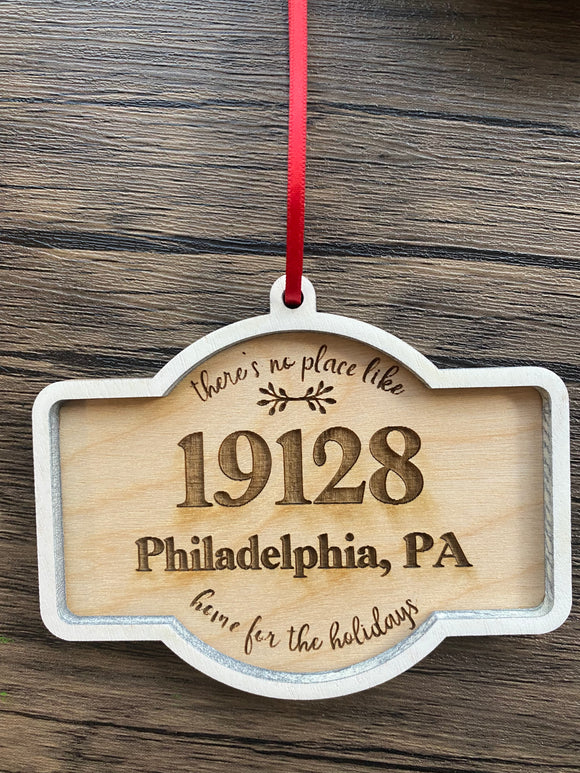 there's no place like
19128
Philadelphia, PA
home for the holidays